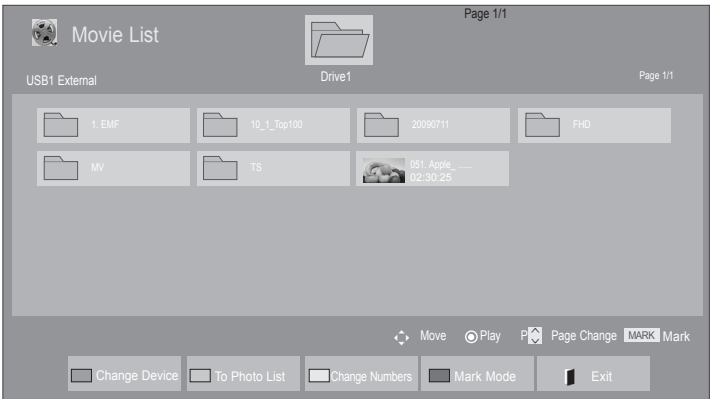 Page 1/1
Movie List
Drive1
USB1 External
Page 1/1
1. EMF
10_1_Top100
20090711
FHD
MV
TS
051. Apple_ ......
02:30:25
Move
Play
P
Page Change
MARK
Mark
Change Device
To Photo List
Change Numbers
Mark Mode
Exit